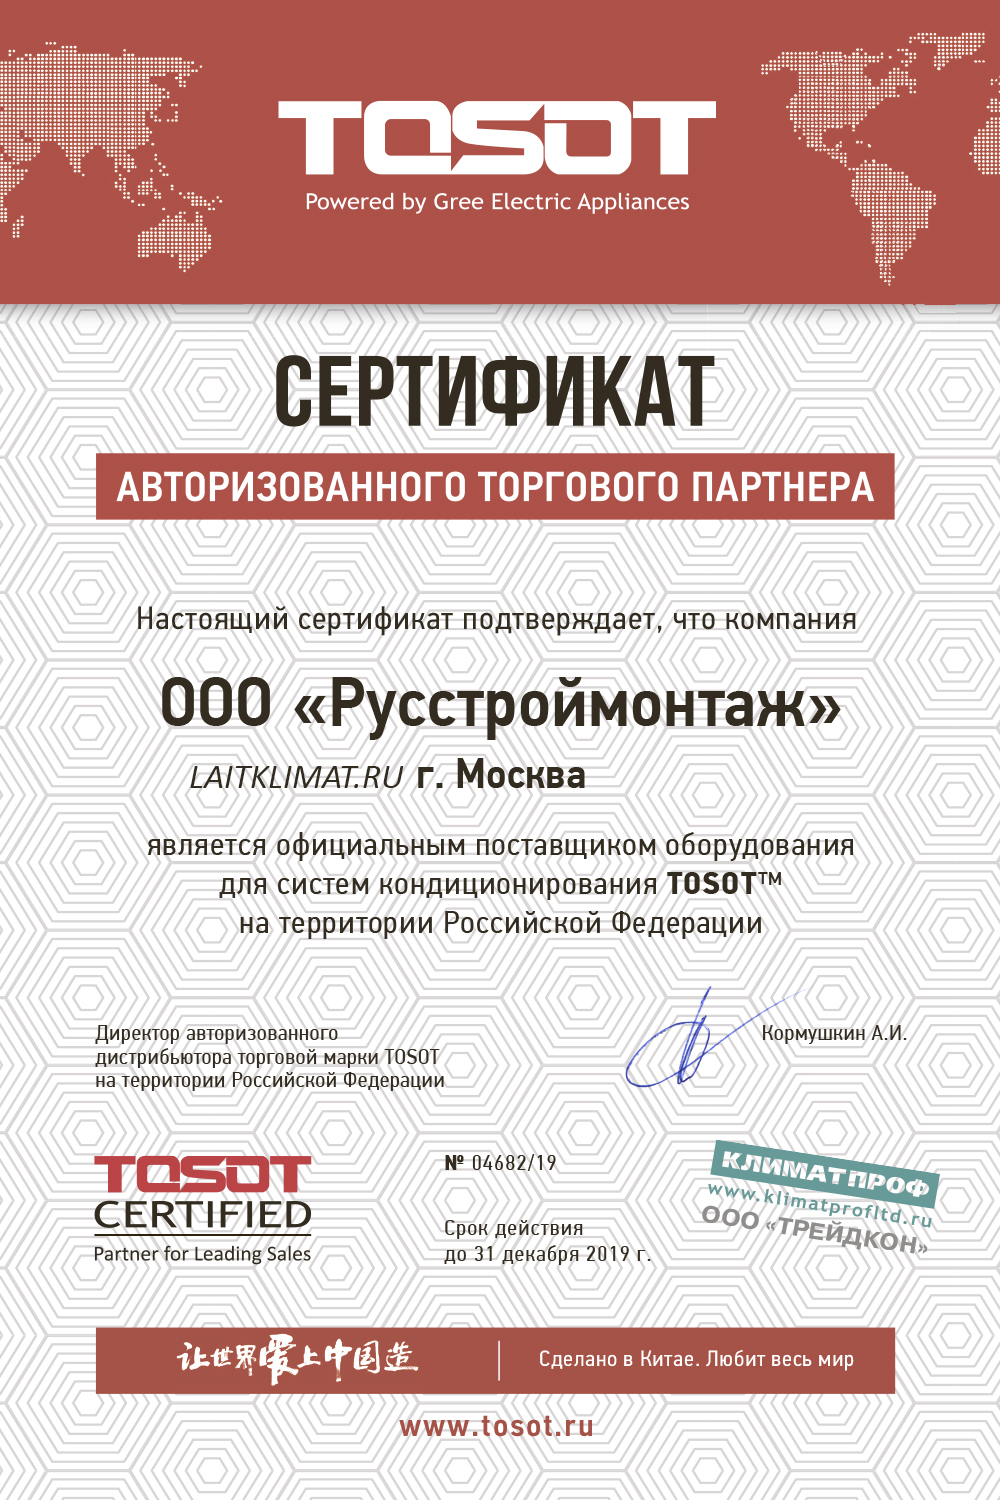 TOSOT
Powered by Gree Electric Appliances
СЕРТИФИКАТ
АВТОРИЗОВАННОГО ТОРГОВОГО ПАРТНЕРА
Настоящий сертификат подтверждает, что компания
ООО «Русстроймонтаж»
LAITKLIMAT.RU г. Москва
является официальным поставщиком оборудования
для систем кондиционирования TOSOT™
на территории Российской Федерации
Директор авторизованного
дистрибьютора торговой марки TOSOT
на территории Российской Федерации
Кормушкин А.И.
TOSOT
CERTIFIED
Partner for Leading Sales
№ 04682/19
Срок действия
до 31 декабря 2019 г.
КЛИМАТПРОФ
www.klimatprofltd.ru
ООО «ТРЕЙДКОН»
让世界爱上中国造
Сделано в Китае. Любит весь мир
www.tosot.ru